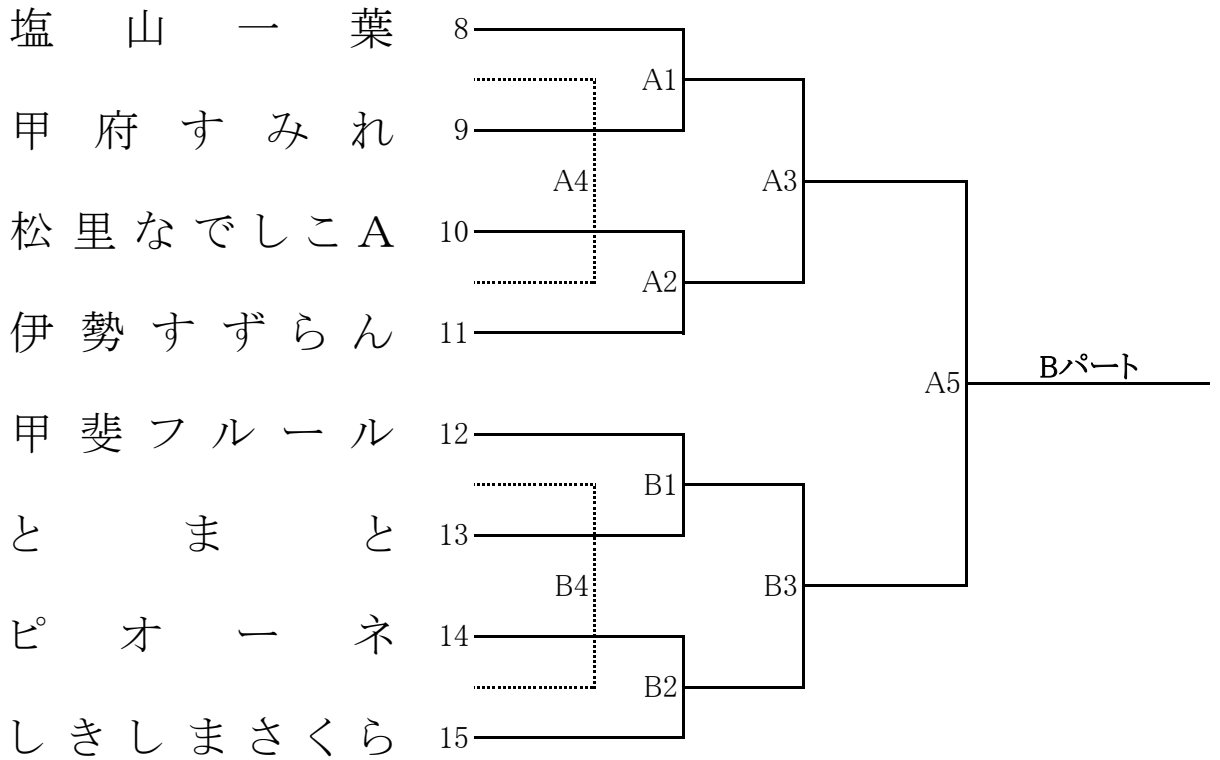 塩山一葉 8
A1
甲府すみれ 9
A4 A3
松里なでしこA 10
A2
伊勢すずらん 11
A5 Bパート
甲斐フルール 12
B1
とまと 13
B4 B3
ピオーネ 14
B2
しきしまさくら 15